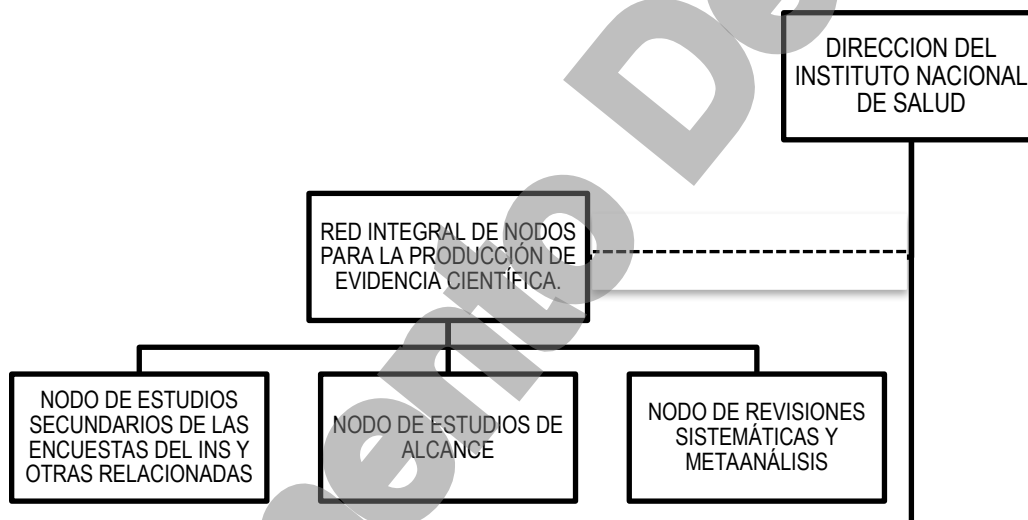 DIRECCION DEL
INSTITUTO NACIONAL
DE SALUD
RED INTEGRAL DE NODOS
PARA LA PRODUCCIÓN DE
EVIDENCIA CIENTÍFICA.
NODO DE ESTUDIOS
SECUNDARIOS DE LAS
ENCUESTAS DEL INS Y
OTRAS RELACIONADAS
NODO DE ESTUDIOS DE
ALCANCE
NODO DE REVISIONES
SISTEMÁTICAS Y
METAANÁLISIS